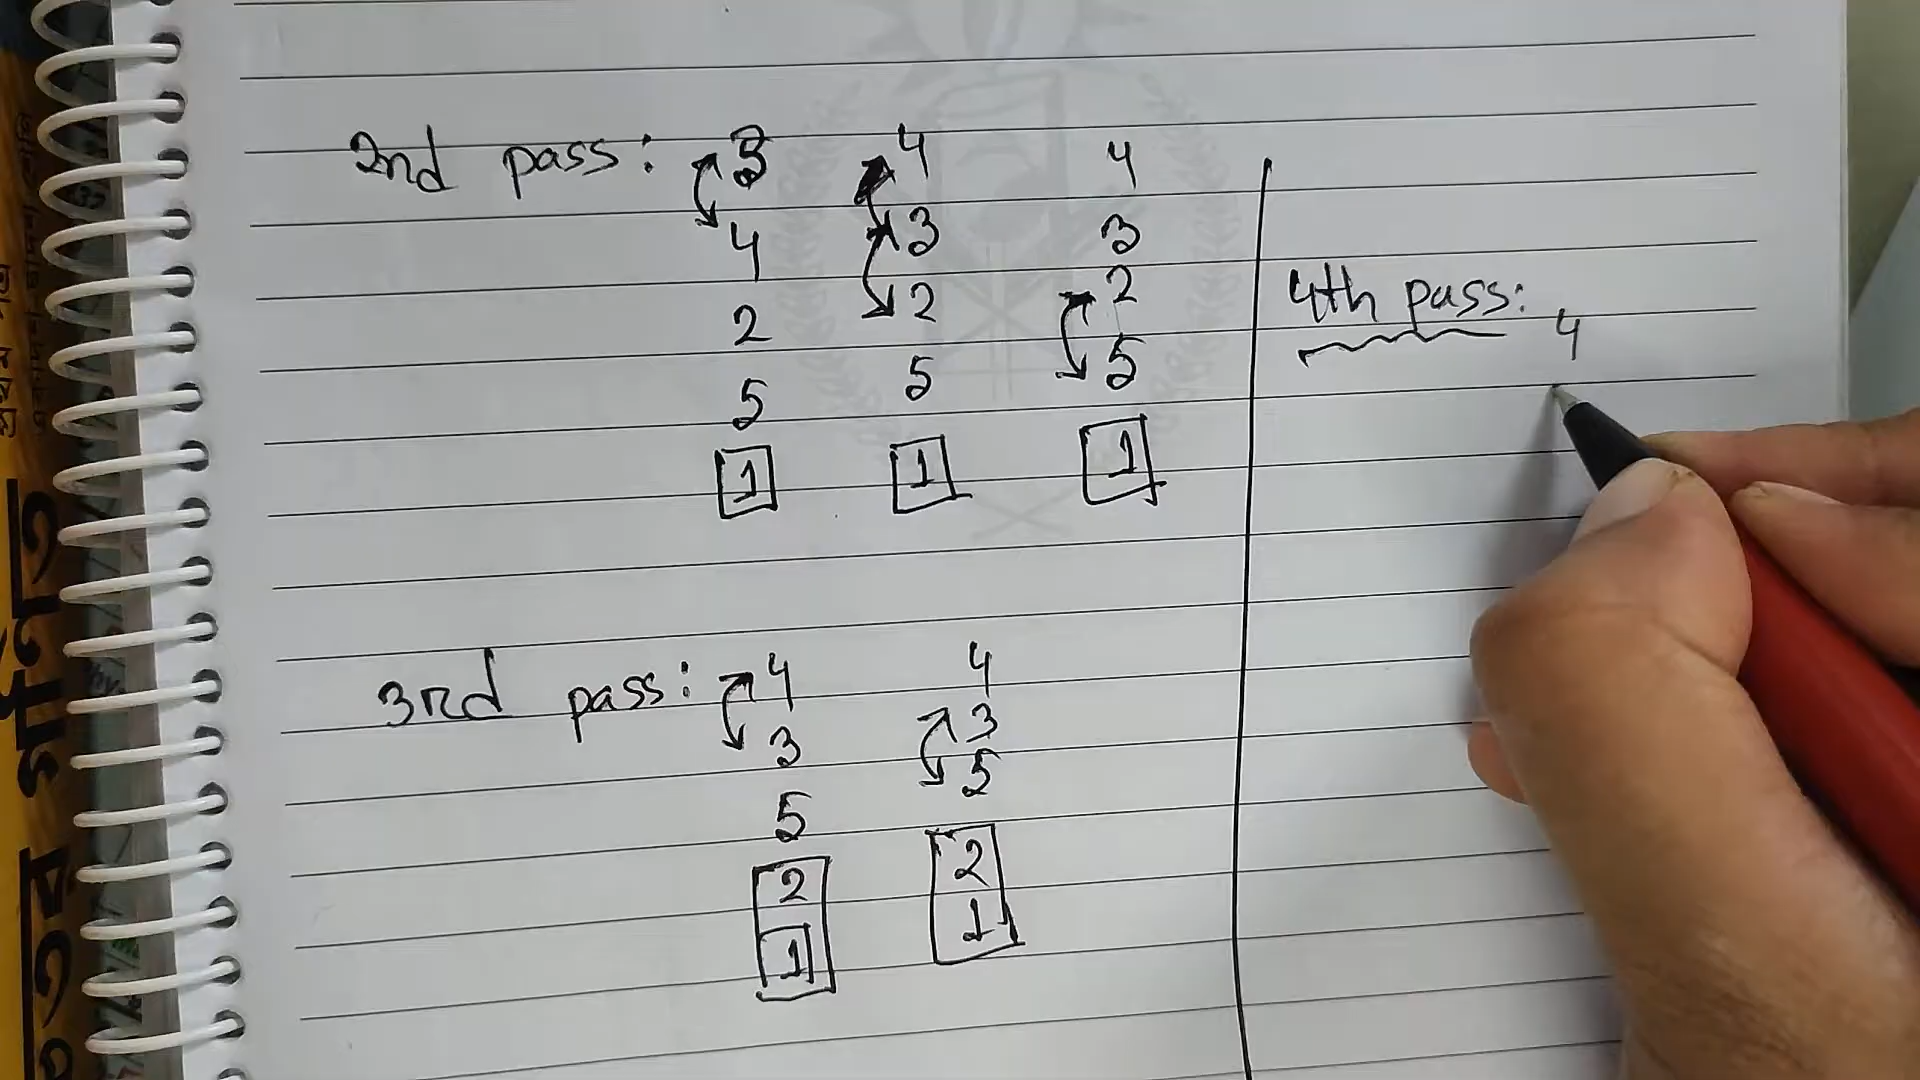 2nd pass: 3 4 4
4 3 3
2 2 2
5 5 5
1 1 1
3rd pass: 4 4
3 3
5 5
2 2
1 1
4th pass:
4